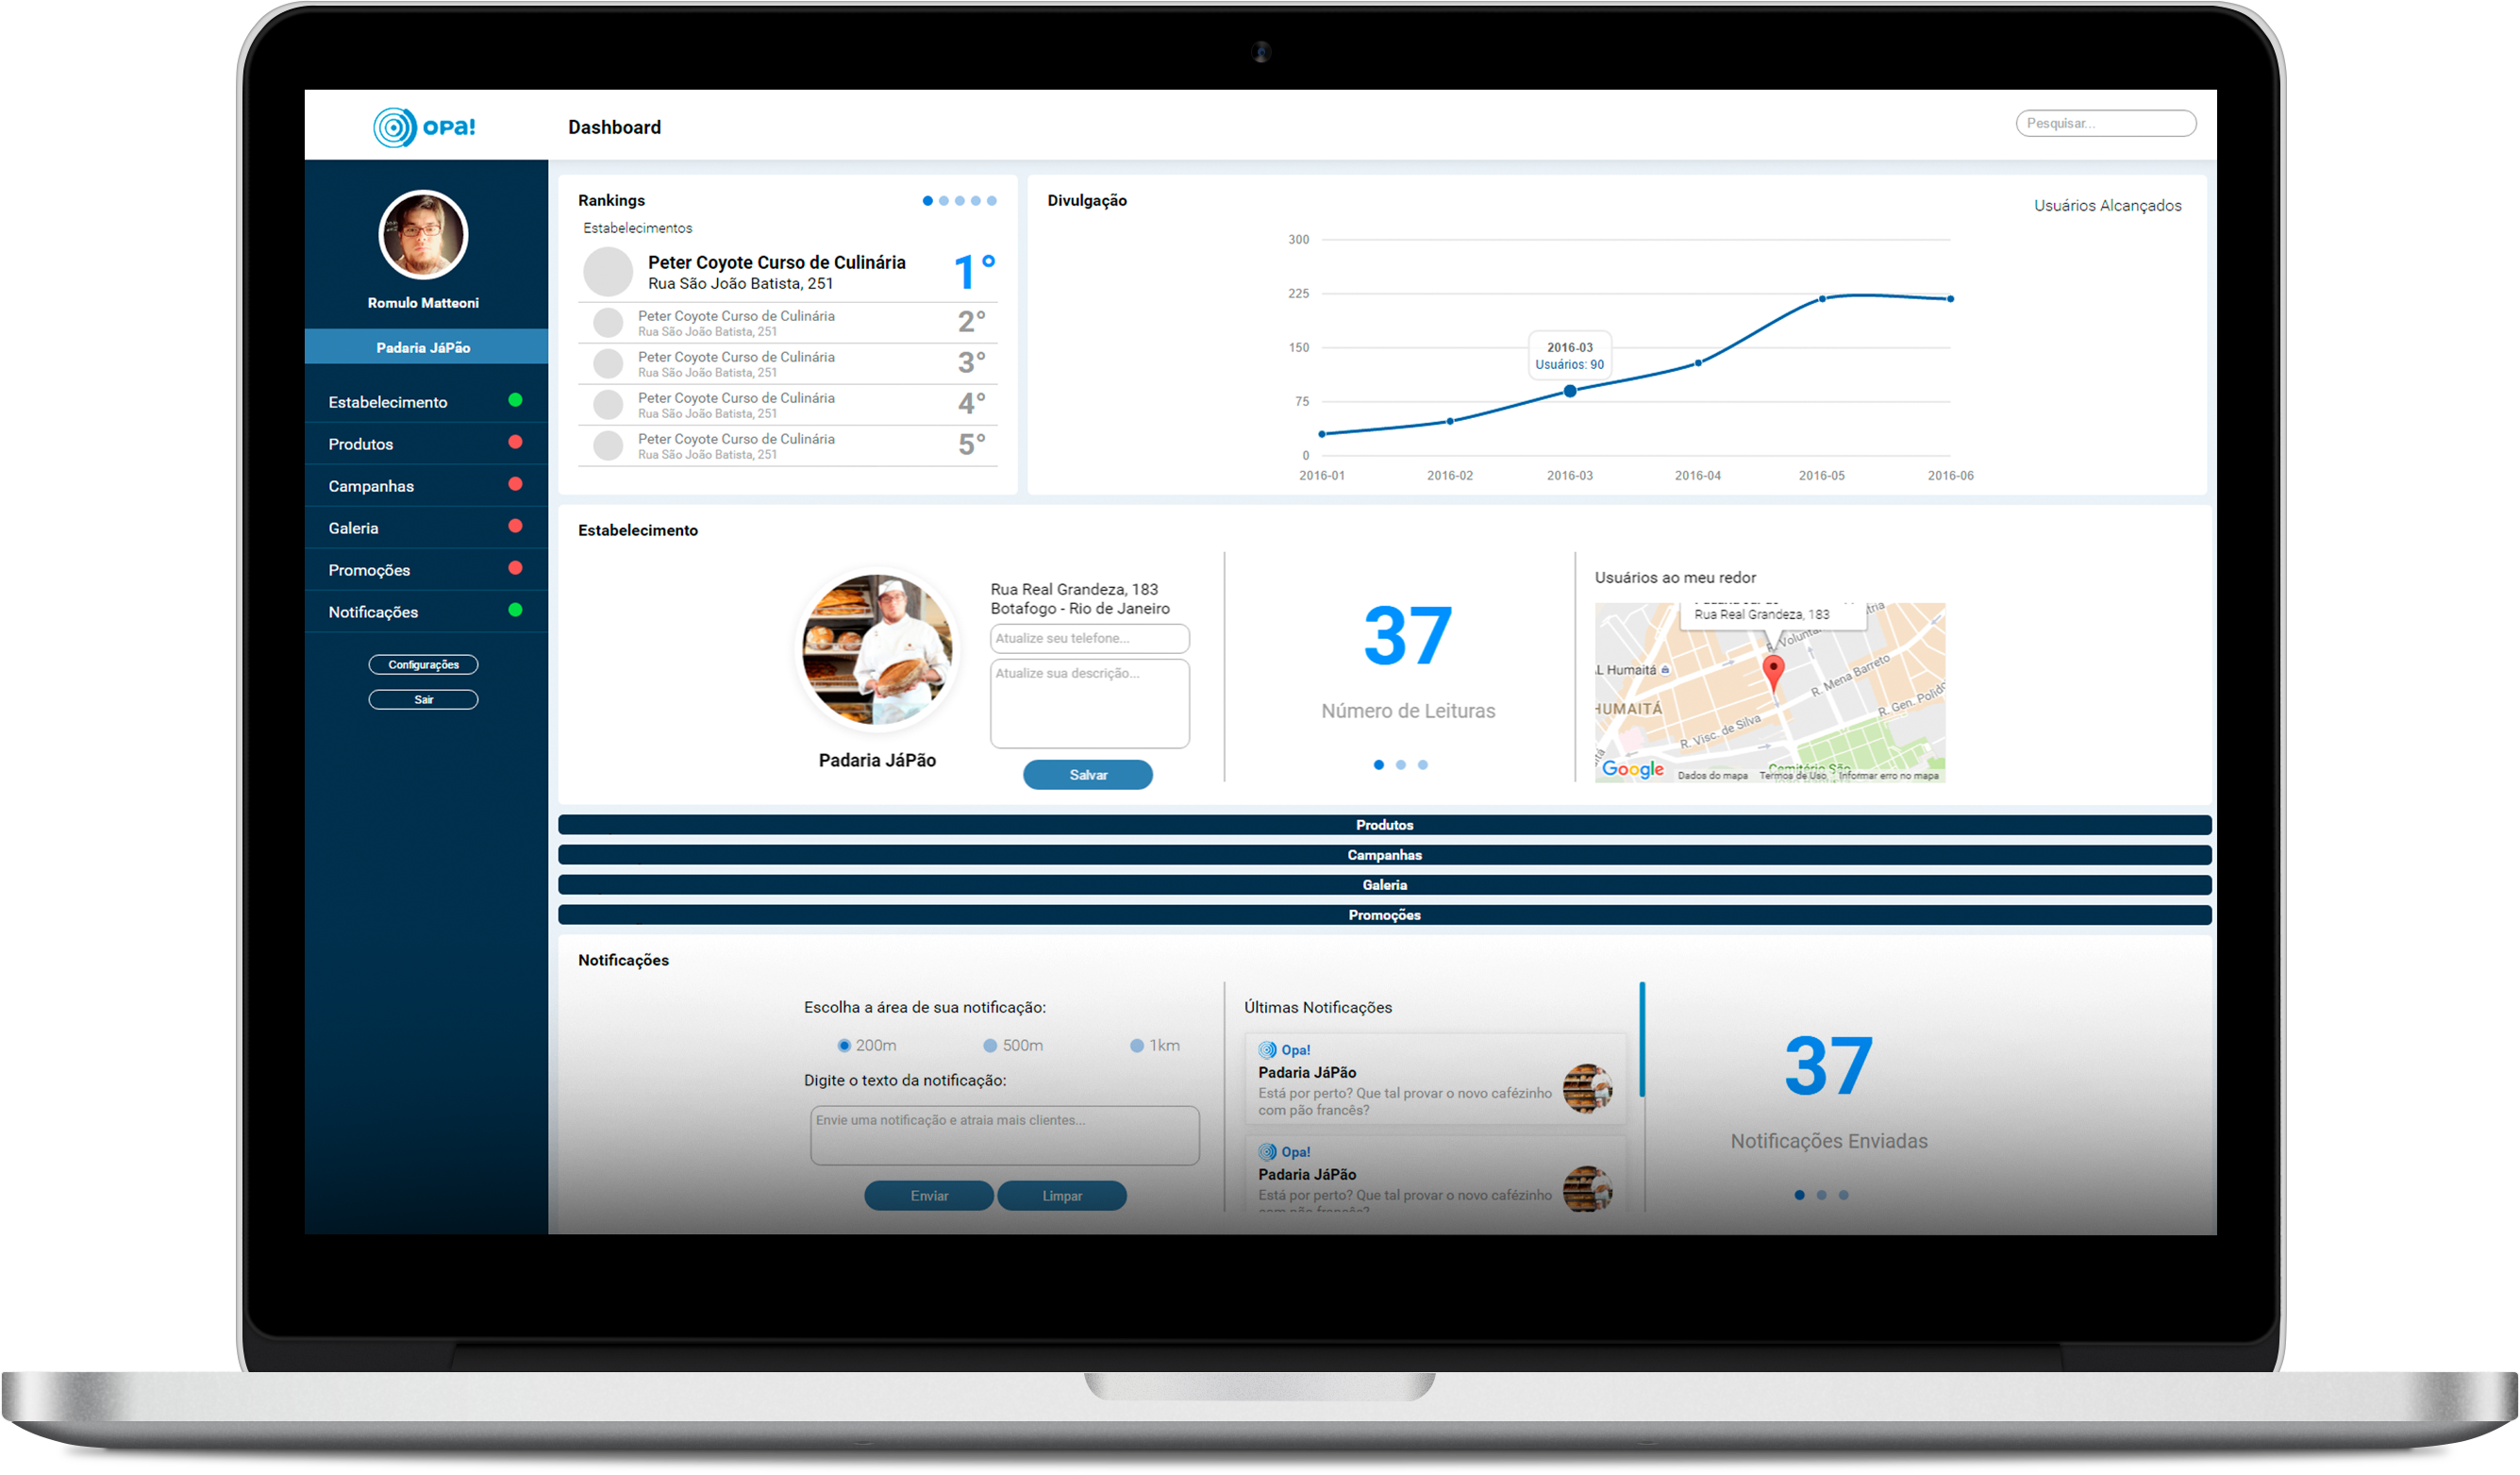 opa!
Dashboard
Pesquisar...
Romulo Matteoni
Padaria JáPão
Estabelecimento
Produtos
Campanhas
Galeria
Promoções
Notificações
Configurações
Sair
Rankings
Estabelecimentos
Peter Coyote Curso de Culinária
Rua São João Batista, 251
1°
Peter Coyote Curso de Culinária
Rua São João Batista, 251
2°
Peter Coyote Curso de Culinária
Rua São João Batista, 251
3°
Peter Coyote Curso de Culinária
Rua São João Batista, 251
4°
Peter Coyote Curso de Culinária
Rua São João Batista, 251
5°
Divulgação
Usuários Alcançados
300
225
150
75
0
2016-03
Usuários: 90
2016-01 2016-02 2016-03 2016-04 2016-05 2016-06
Estabelecimento
Padaria JáPão
Rua Real Grandeza, 183
Botafogo - Rio de Janeiro
Atualize seu telefone...
Atualize sua descrição...
Salvar
37
Número de Leituras
Usuários ao meu redor
Rua Real Grandeza, 183
R. Volunta
L Humaitá
R. Mena Barreto
HUMAITÁ
R. Gen. Polido
R. Visc. de Silva
Cemitério São
Google
Dados do mapa Termos de Uso Informar erro no mapa
Produtos
Campanhas
Galeria
Promoções
Notificações
Escolha a área de sua notificação:
200m 500m 1km
Digite o texto da notificação:
Envie uma notificação e atraia mais clientes...
Enviar Limpar
Últimas Notificações
Opa!
Padaria JáPão
Está por perto? Que tal provar o novo cafézinho
com pão francês?
Opa!
Padaria JáPão
Está por perto? Que tal provar o novo cafézinho
com pão francês?
37
Notificações Enviadas